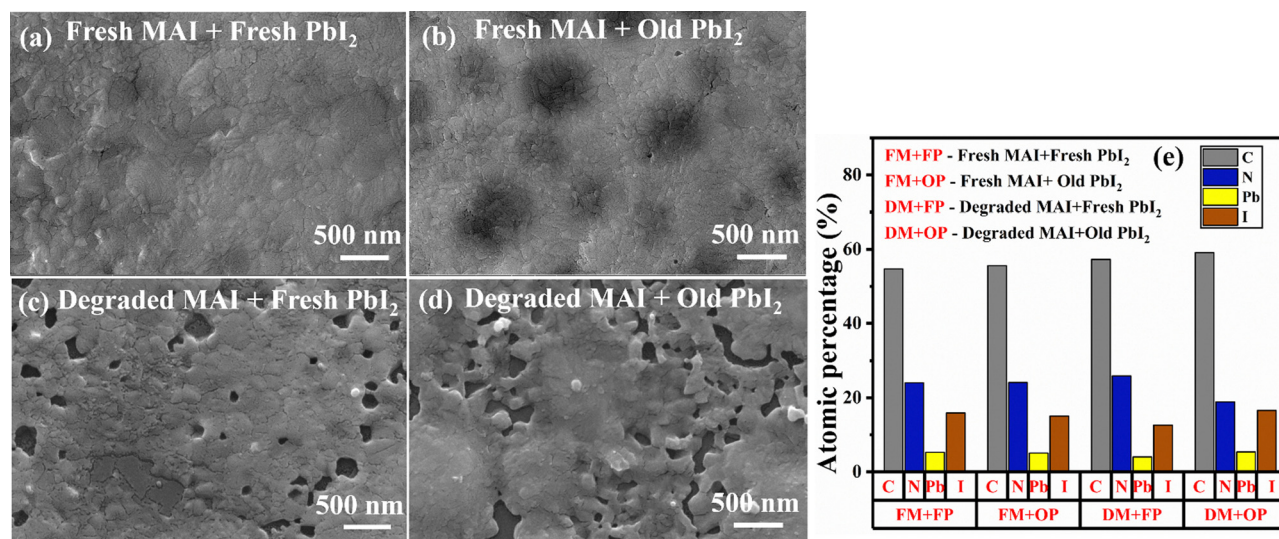 (a) Fresh MAI + Fresh PbI₂
500 nm
(b) Fresh MAI + Old PbI₂
500 nm
(c) Degraded MAI + Fresh PbI₂
500 nm
(d) Degraded MAI + Old PbI₂
500 nm
(e)
FM+FP - Fresh MAI+Fresh PbI₂
FM+OP - Fresh MAI+ Old PbI₂
DM+FP - Degraded MAI+Fresh PbI₂
DM+OP - Degraded MAI+Old PbI₂
C
N
Pb
I
Atomic percentage (%)
80
60
40
20
0
C N Pb I C N Pb I C N Pb I C N Pb I
FM+FP FM+OP DM+FP DM+OP